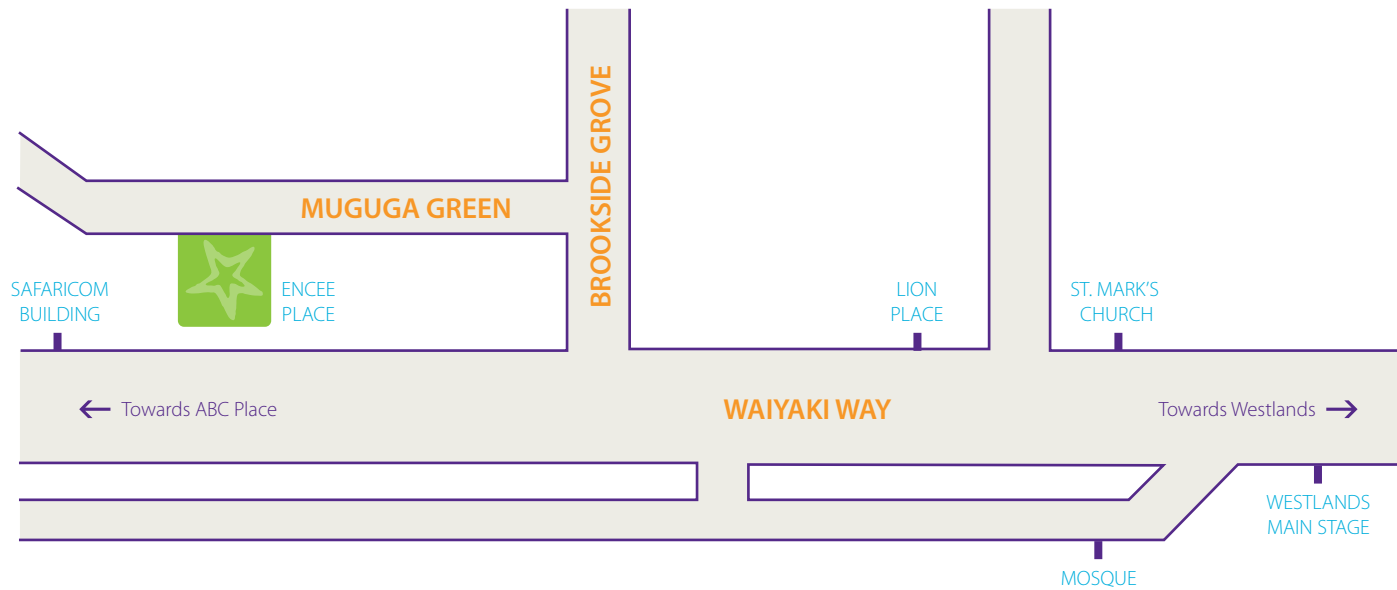 BROOKSIDE GROVE
MUGUGA GREEN
SAFARICOM
BUILDING
ENCEE
PLACE
LION
PLACE
ST. MARK'S
CHURCH
Towards ABC Place
WAIYAKI WAY
Towards Westlands
WESTLANDS
MAIN STAGE
MOSQUE